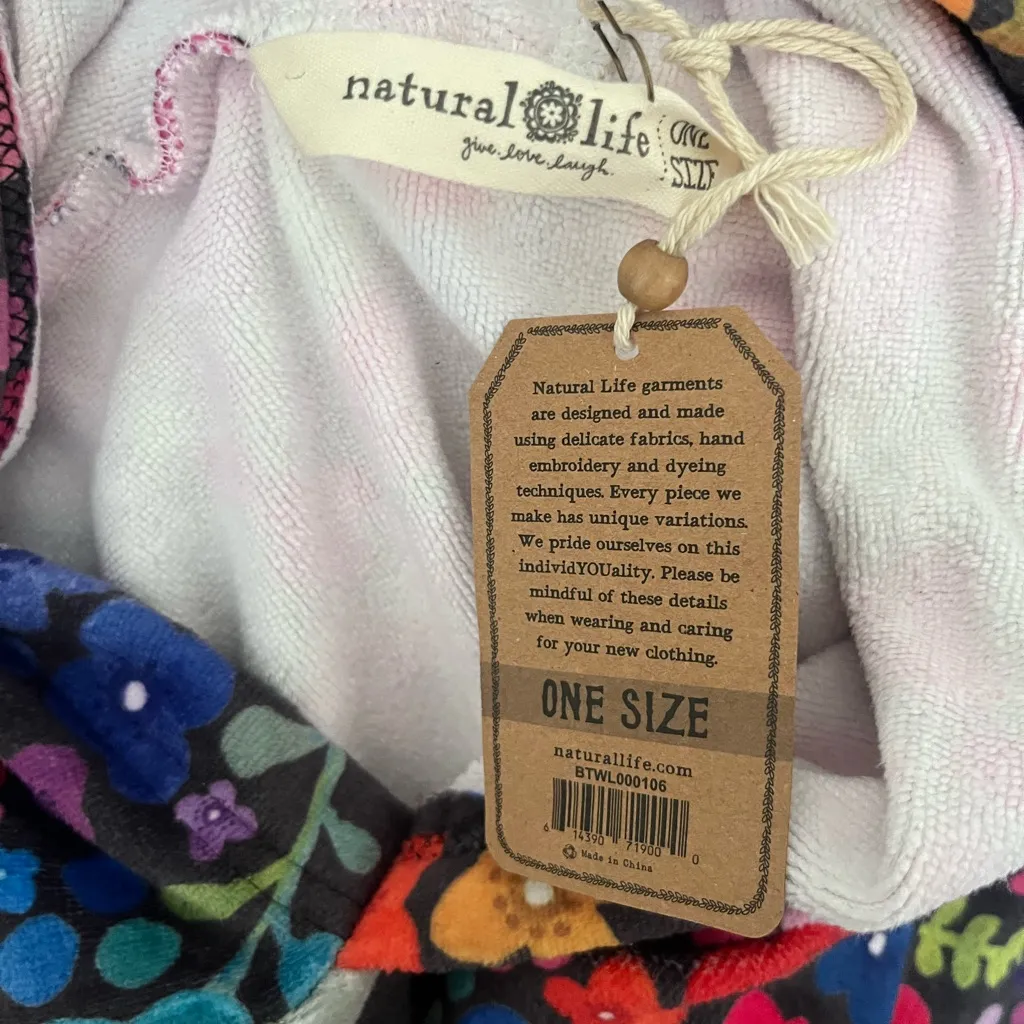 natural life
give.love.laugh.
ONE
SIZE
Natural Life garments
are designed and made
using delicate fabrics, hand
embroidery and dyeing
techniques. Every piece we
make has unique variations.
We pride ourselves on this
individYOUality. Please be
mindful of these details
when wearing and caring
for your new clothing.
ONE SIZE
naturallife.com
BTWL000106
6 14390 71900 0
Made in China